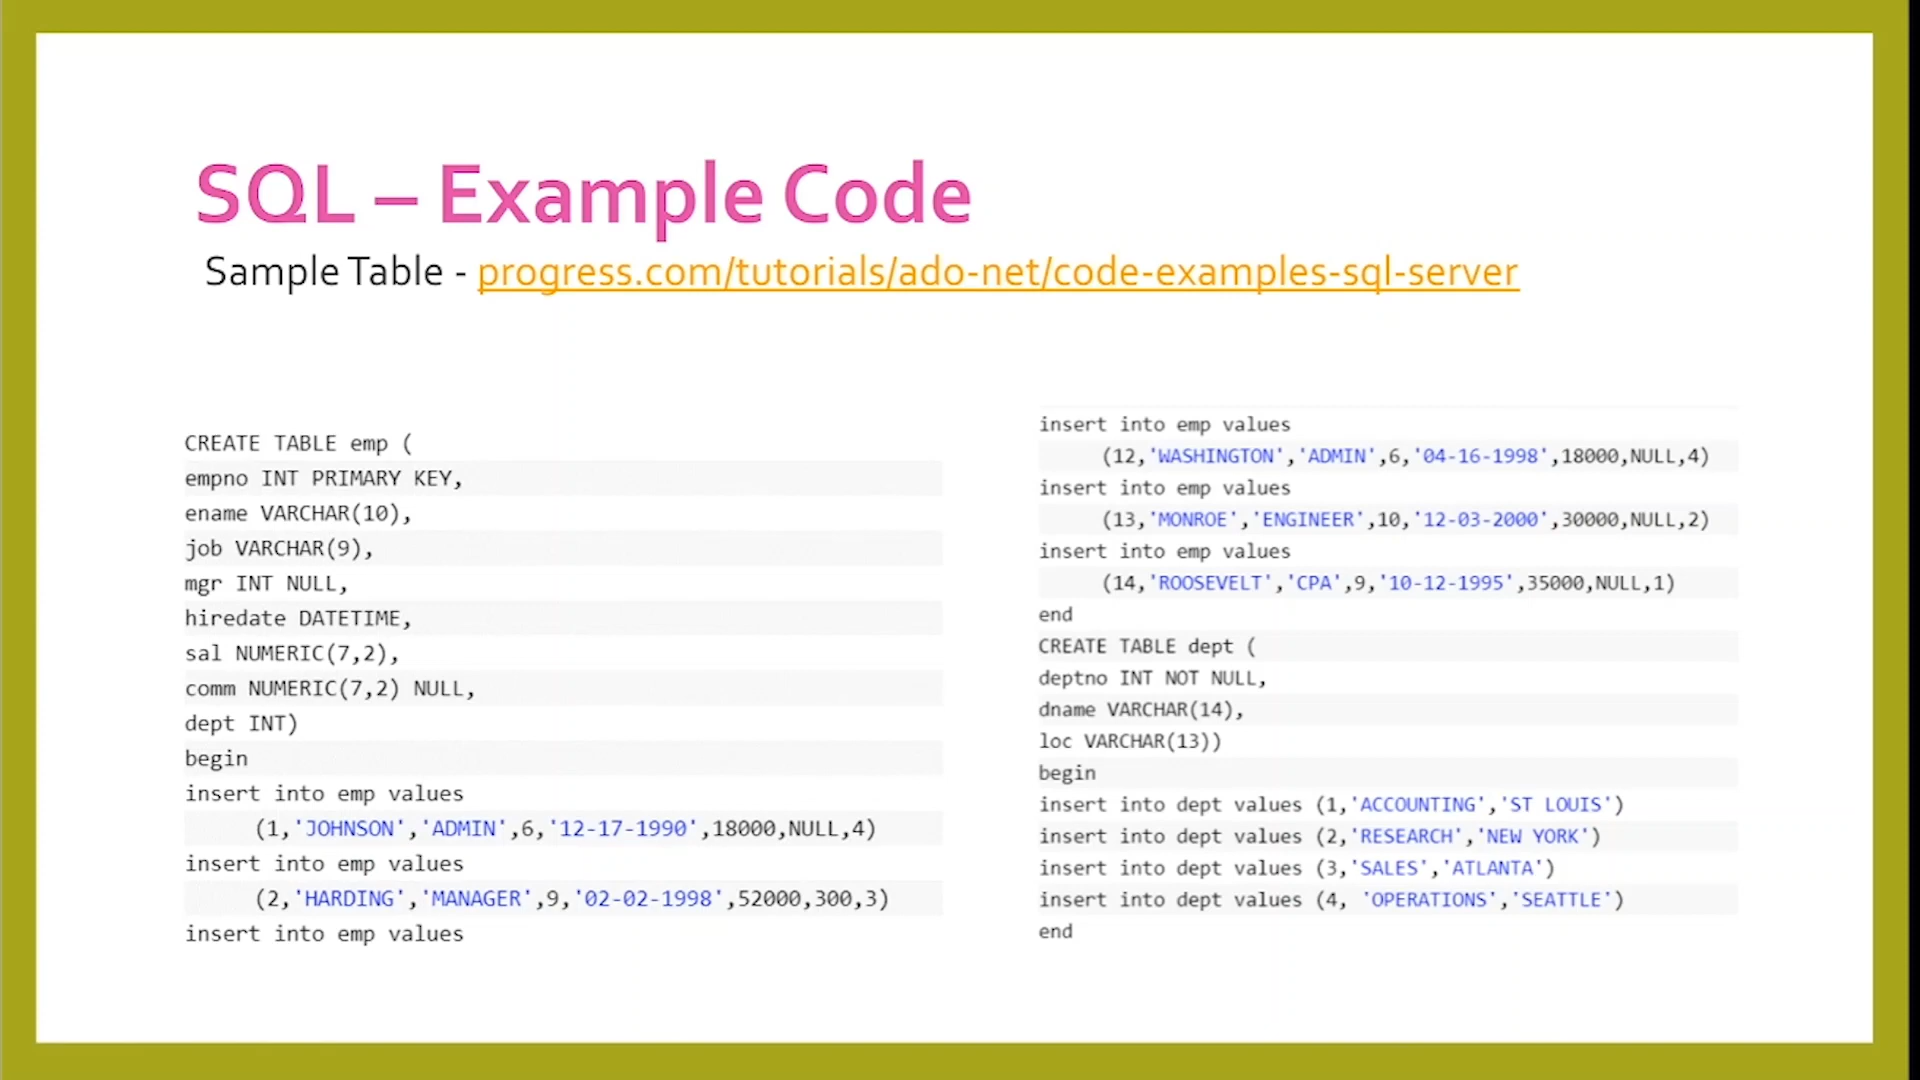 SQL – Example Code
Sample Table - progress.com/tutorials/ado-net/code-examples-sql-server
CREATE TABLE emp (
empno INT PRIMARY KEY,
ename VARCHAR(10),
job VARCHAR(9),
mgr INT NULL,
hiredate DATETIME,
sal NUMERIC(7,2),
comm NUMERIC(7,2) NULL,
dept INT)
begin
insert into emp values
(1,'JOHNSON','ADMIN',6,'12-17-1990',18000,NULL,4)
insert into emp values
(2,'HARDING','MANAGER',9,'02-02-1998',52000,300,3)
insert into emp values
insert into emp values
(12,'WASHINGTON','ADMIN',6,'04-16-1998',18000,NULL,4)
insert into emp values
(13,'MONROE','ENGINEER',10,'12-03-2000',30000,NULL,2)
insert into emp values
(14,'ROOSEVELT','CPA',9,'10-12-1995',35000,NULL,1)
end
CREATE TABLE dept (
deptno INT NOT NULL,
dname VARCHAR(14),
loc VARCHAR(13))
begin
insert into dept values (1,'ACCOUNTING','ST LOUIS')
insert into dept values (2,'RESEARCH','NEW YORK')
insert into dept values (3,'SALES','ATLANTA')
insert into dept values (4, 'OPERATIONS','SEATTLE')
end